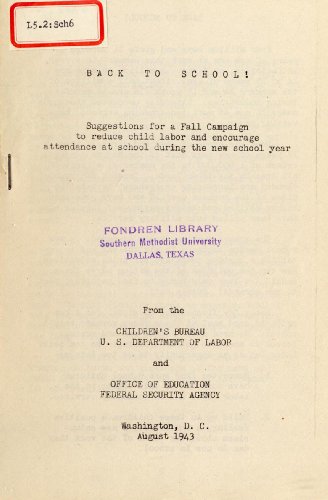 L5.2:Sch6
BACK TO SCHOOL!
Suggestions for a Fall Campaign
to reduce child labor and encourage
attendance at school during the new school year
FONDREN LIBRARY
Southern Methodist University
DALLAS, TEXAS
From the
CHILDREN'S BUREAU
U. S. DEPARTMENT OF LABOR
and
OFFICE OF EDUCATION
FEDERAL SECURITY AGENCY
Washington, D. C.
August 1943